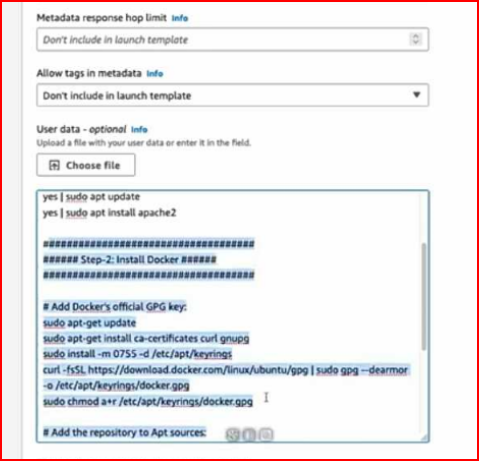 Metadata response hop limit Info
Don't include in launch template
Allow tags in metadata Info
Don't include in launch template
User data - optional Info
Upload a file with your user data or enter it in the field.
Choose file
yes | sudo apt update
yes | sudo apt install apache2
####################################
###### Step-2: Install Docker ######
####################################
# Add Docker's official GPG key:
sudo apt-get update
sudo apt-get install ca-certificates curl gnupg
sudo install -m 0755 -d /etc/apt/keyrings
curl -fsSL https://download.docker.com/linux/ubuntu/gpg | sudo gpg --dearmor
-o /etc/apt/keyrings/docker.gpg
sudo chmod a+r /etc/apt/keyrings/docker.gpg
# Add the repository to Apt sources: